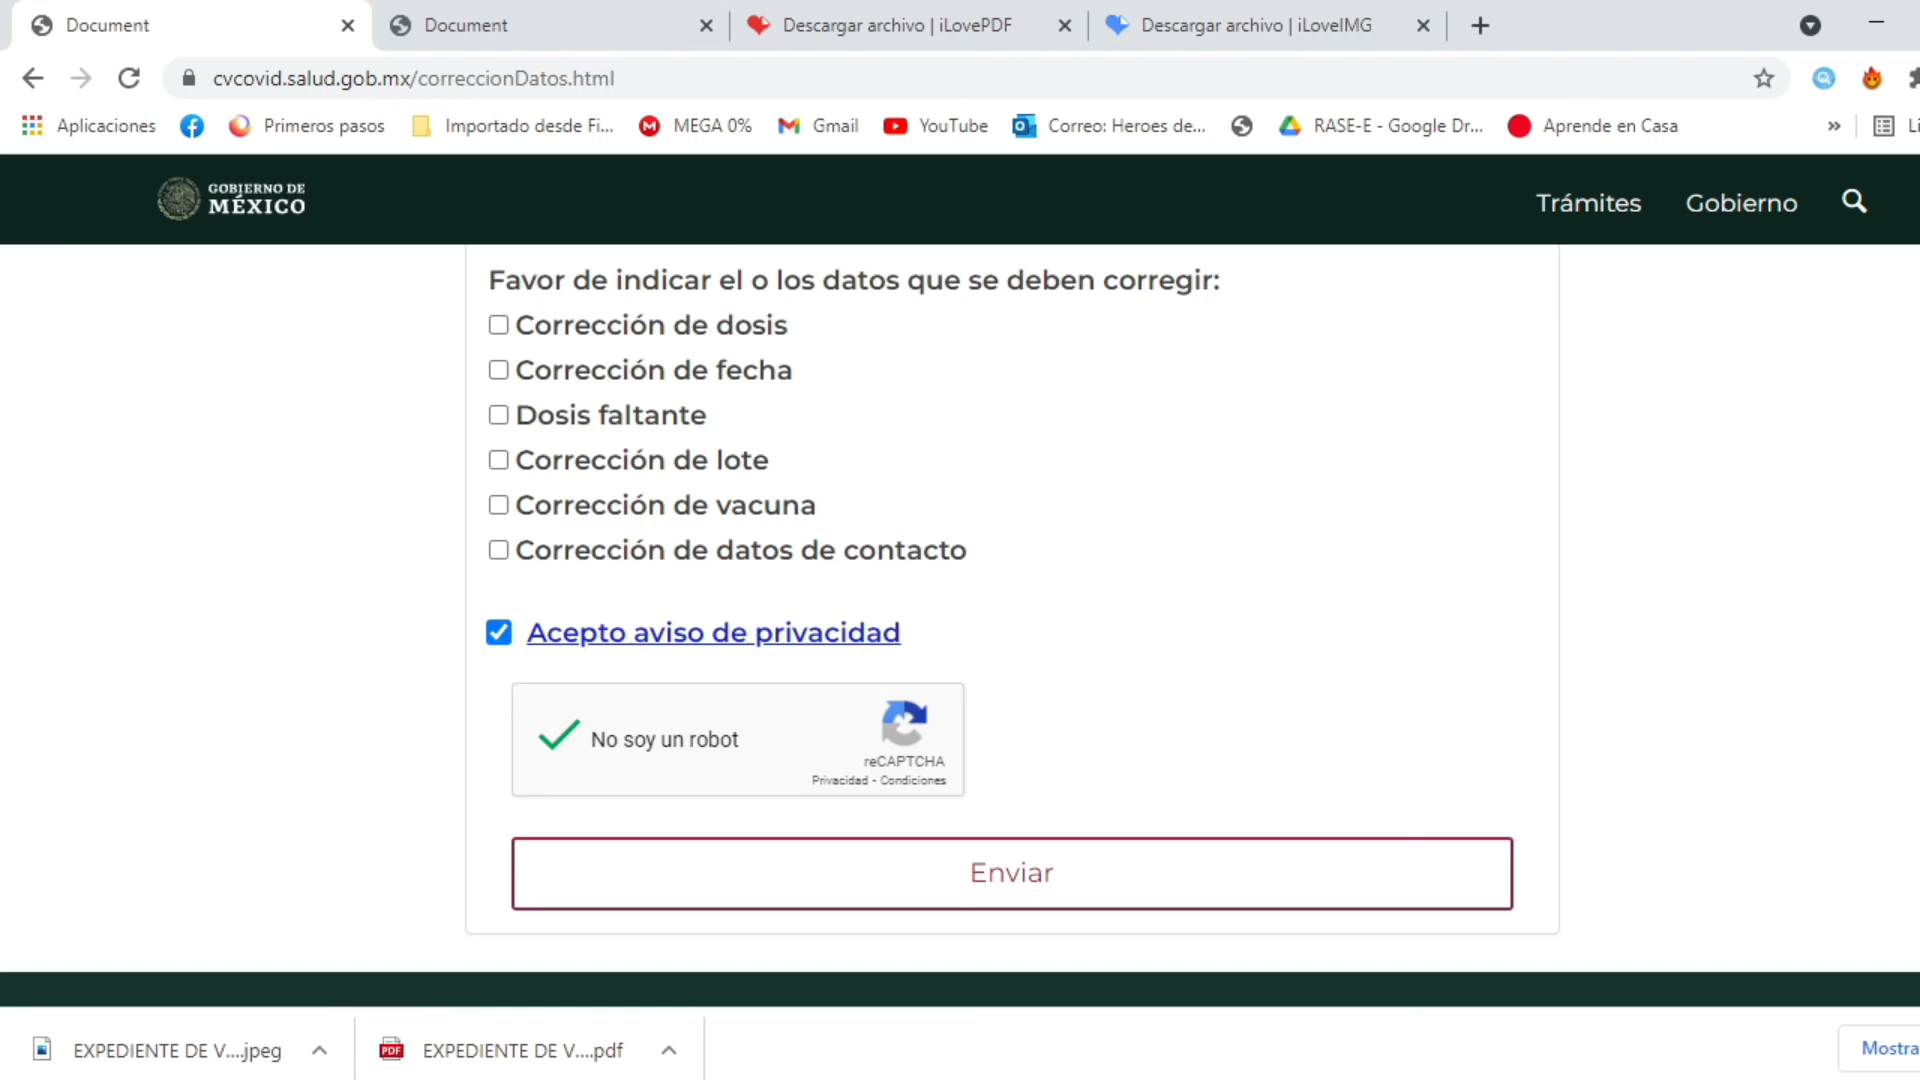 Document
Document
Descargar archivo | iLovePDF
Descargar archivo | iLoveIMG
cvcovid.salud.gob.mx/correccionDatos.html
Aplicaciones
Primeros pasos
Importado desde Fi...
MEGA 0%
Gmail
YouTube
Correo: Heroes de...
RASE-E - Google Dr...
Aprende en Casa
»
Li
GOBIERNO DE
MÉXICO
Trámites
Gobierno
Favor de indicar el o los datos que se deben corregir:
Corrección de dosis
Corrección de fecha
Dosis faltante
Corrección de lote
Corrección de vacuna
Corrección de datos de contacto
Acepto aviso de privacidad
No soy un robot
reCAPTCHA
Privacidad - Condiciones
Enviar
EXPEDIENTE DE V....jpeg
PDF
EXPEDIENTE DE V....pdf
Mostra